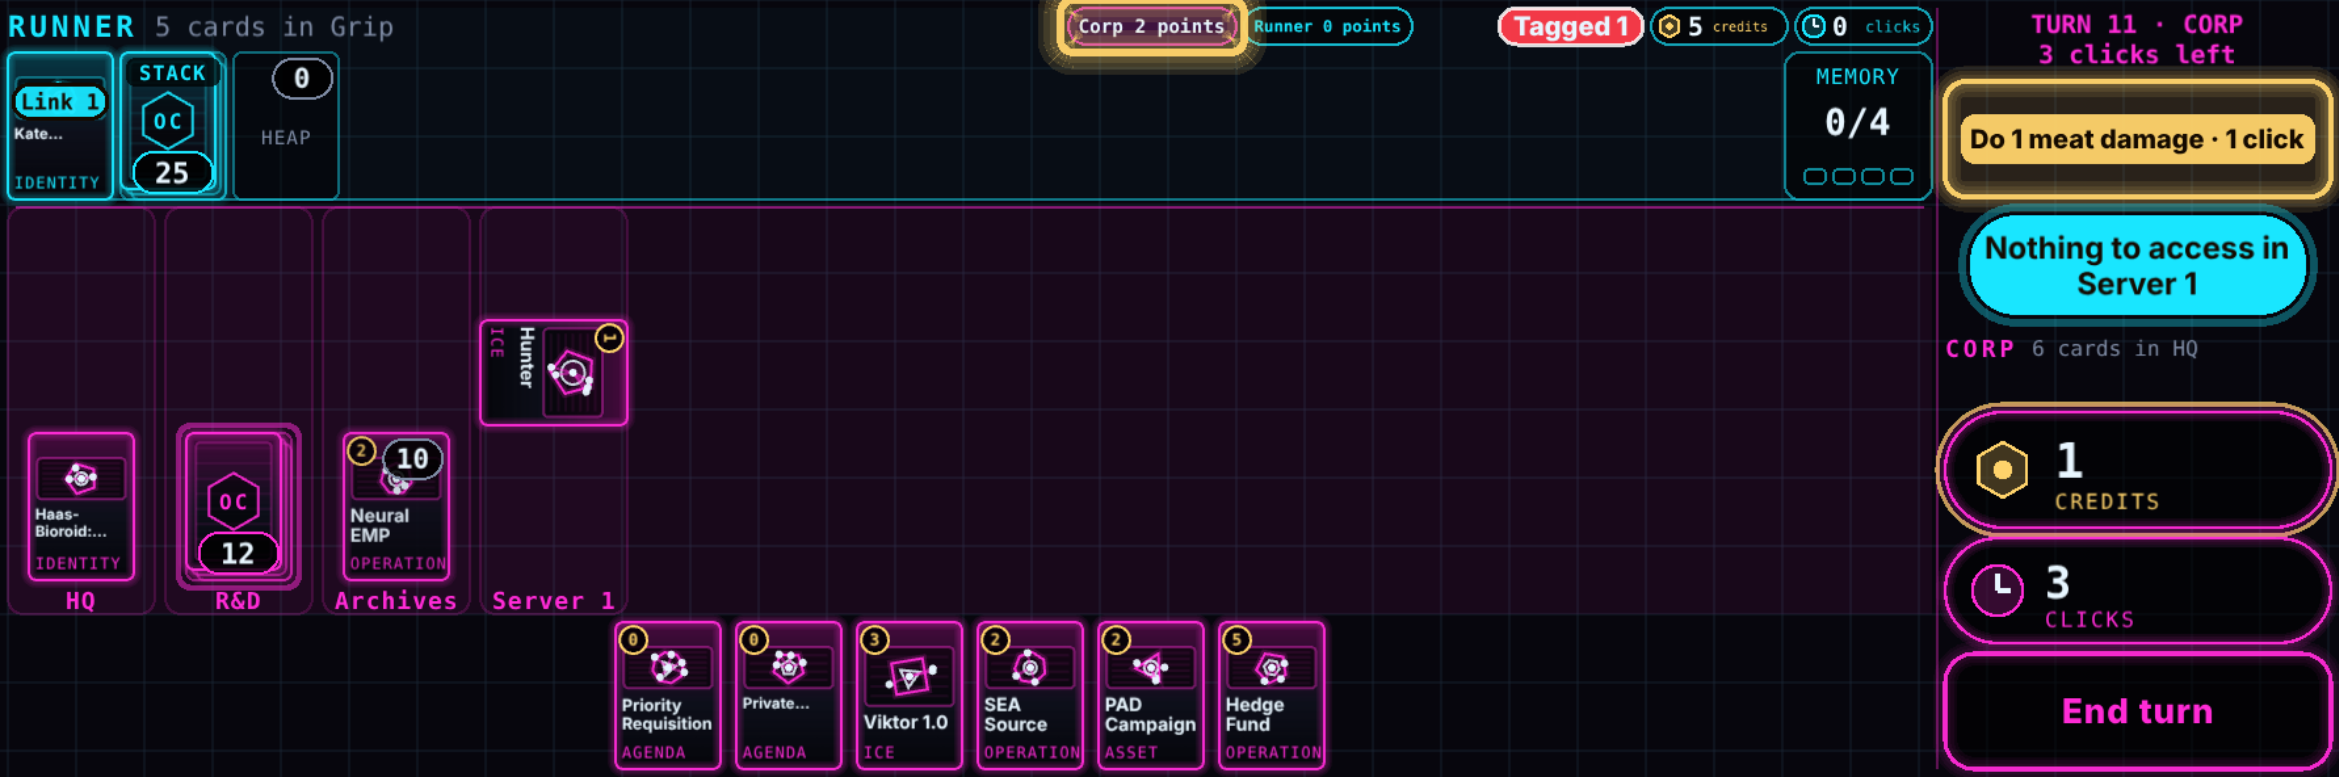 RUNNER 5 cards in Grip
Corp 2 points
Runner 0 points
Tagged 1
5 credits
0 clicks
TURN 11 · CORP
3 clicks left
Link 1
Kate...
IDENTITY
STACK
OC
25
0
HEAP
MEMORY
0/4
Do 1 meat damage · 1 click
Nothing to access in
Server 1
CORP 6 cards in HQ
1
CREDITS
3
CLICKS
End turn
ICE
Hunter
1
Haas-
Bioroid:...
IDENTITY
HQ
OC
12
R&D
2
10
Neural
EMP
OPERATION
Archives
Server 1
0
Priority
Requisition
AGENDA
0
Private...
AGENDA
3
Viktor 1.0
ICE
2
SEA
Source
OPERATION
2
PAD
Campaign
ASSET
5
Hedge
Fund
OPERATION